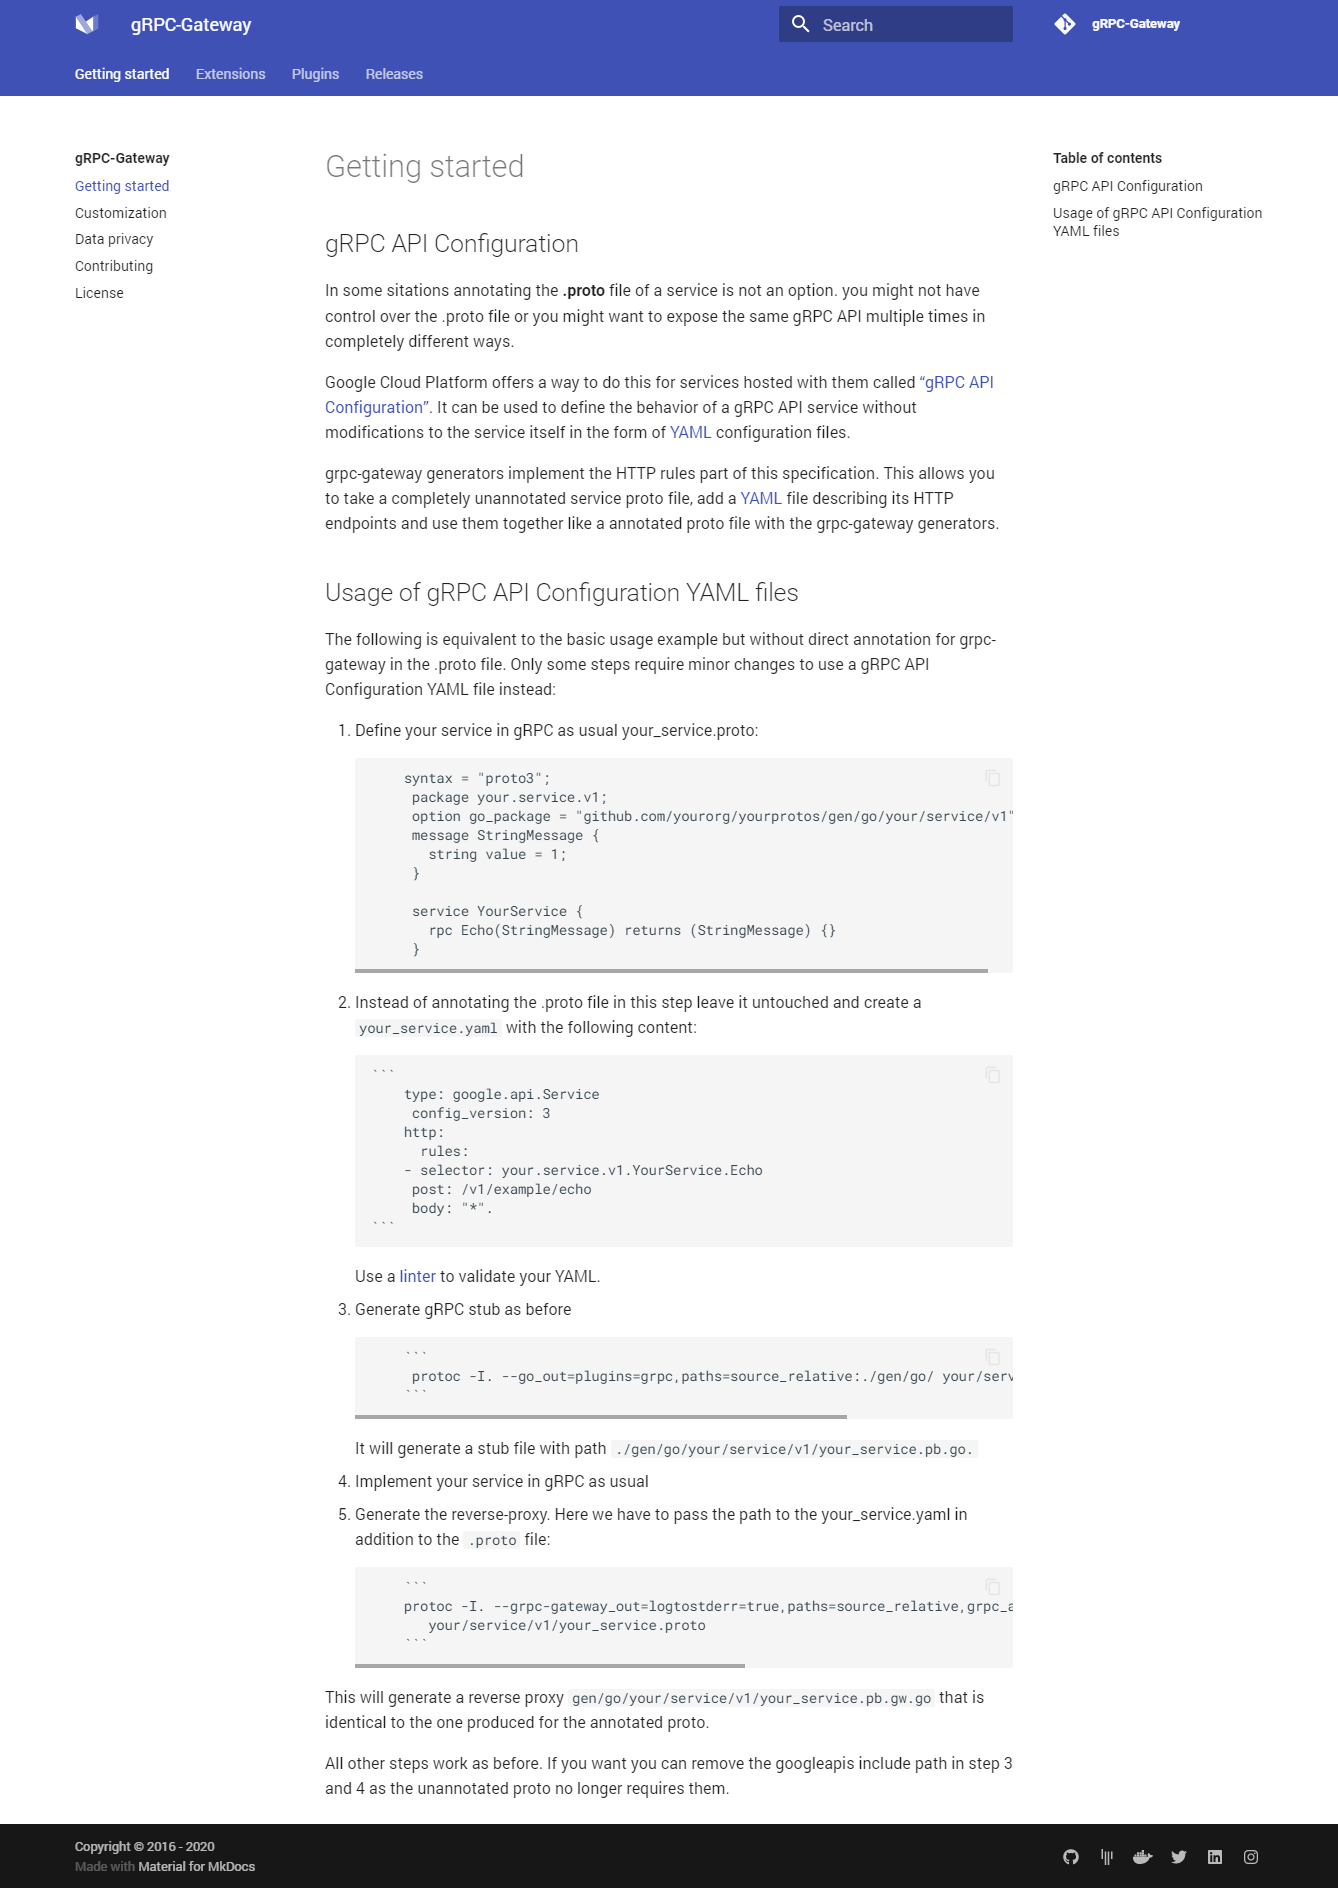 gRPC-Gateway
Search
gRPC-Gateway
Getting started Extensions Plugins Releases
gRPC-Gateway
Getting started
Customization
Data privacy
Contributing
License
Getting started
gRPC API Configuration
In some sitations annotating the .proto file of a service is not an option. you might not have
control over the .proto file or you might want to expose the same gRPC API multiple times in
completely different ways.
Google Cloud Platform offers a way to do this for services hosted with them called “gRPC API
Configuration”. It can be used to define the behavior of a gRPC API service without
modifications to the service itself in the form of YAML configuration files.
grpc-gateway generators implement the HTTP rules part of this specification. This allows you
to take a completely unannotated service proto file, add a YAML file describing its HTTP
endpoints and use them together like a annotated proto file with the grpc-gateway generators.
Usage of gRPC API Configuration YAML files
The following is equivalent to the basic usage example but without direct annotation for grpc-
gateway in the .proto file. Only some steps require minor changes to use a gRPC API
Configuration YAML file instead:
1. Define your service in gRPC as usual your_service.proto:
syntax = "proto3";
package your.service.v1;
option go_package = "github.com/yourorg/yourprotos/gen/go/your/service/v1"
message StringMessage {
string value = 1;
}
service YourService {
rpc Echo(StringMessage) returns (StringMessage) {}
}
2. Instead of annotating the .proto file in this step leave it untouched and create a
your_service.yaml with the following content:
```
type: google.api.Service
config_version: 3
http:
rules:
- selector: your.service.v1.YourService.Echo
post: /v1/example/echo
body: "*".
```
Use a linter to validate your YAML.
3. Generate gRPC stub as before
```
protoc -I. --go_out=plugins=grpc,paths=source_relative:./gen/go/ your/serv
```
It will generate a stub file with path ./gen/go/your/service/v1/your_service.pb.go.
4. Implement your service in gRPC as usual
5. Generate the reverse-proxy. Here we have to pass the path to the your_service.yaml in
addition to the .proto file:
```
protoc -I. --grpc-gateway_out=logtostderr=true,paths=source_relative,grpc_a
your/service/v1/your_service.proto
```
This will generate a reverse proxy gen/go/your/service/v1/your_service.pb.gw.go that is
identical to the one produced for the annotated proto.
All other steps work as before. If you want you can remove the googleapis include path in step 3
and 4 as the unannotated proto no longer requires them.
Table of contents
gRPC API Configuration
Usage of gRPC API Configuration
YAML files
Copyright © 2016 - 2020
Made with Material for MkDocs